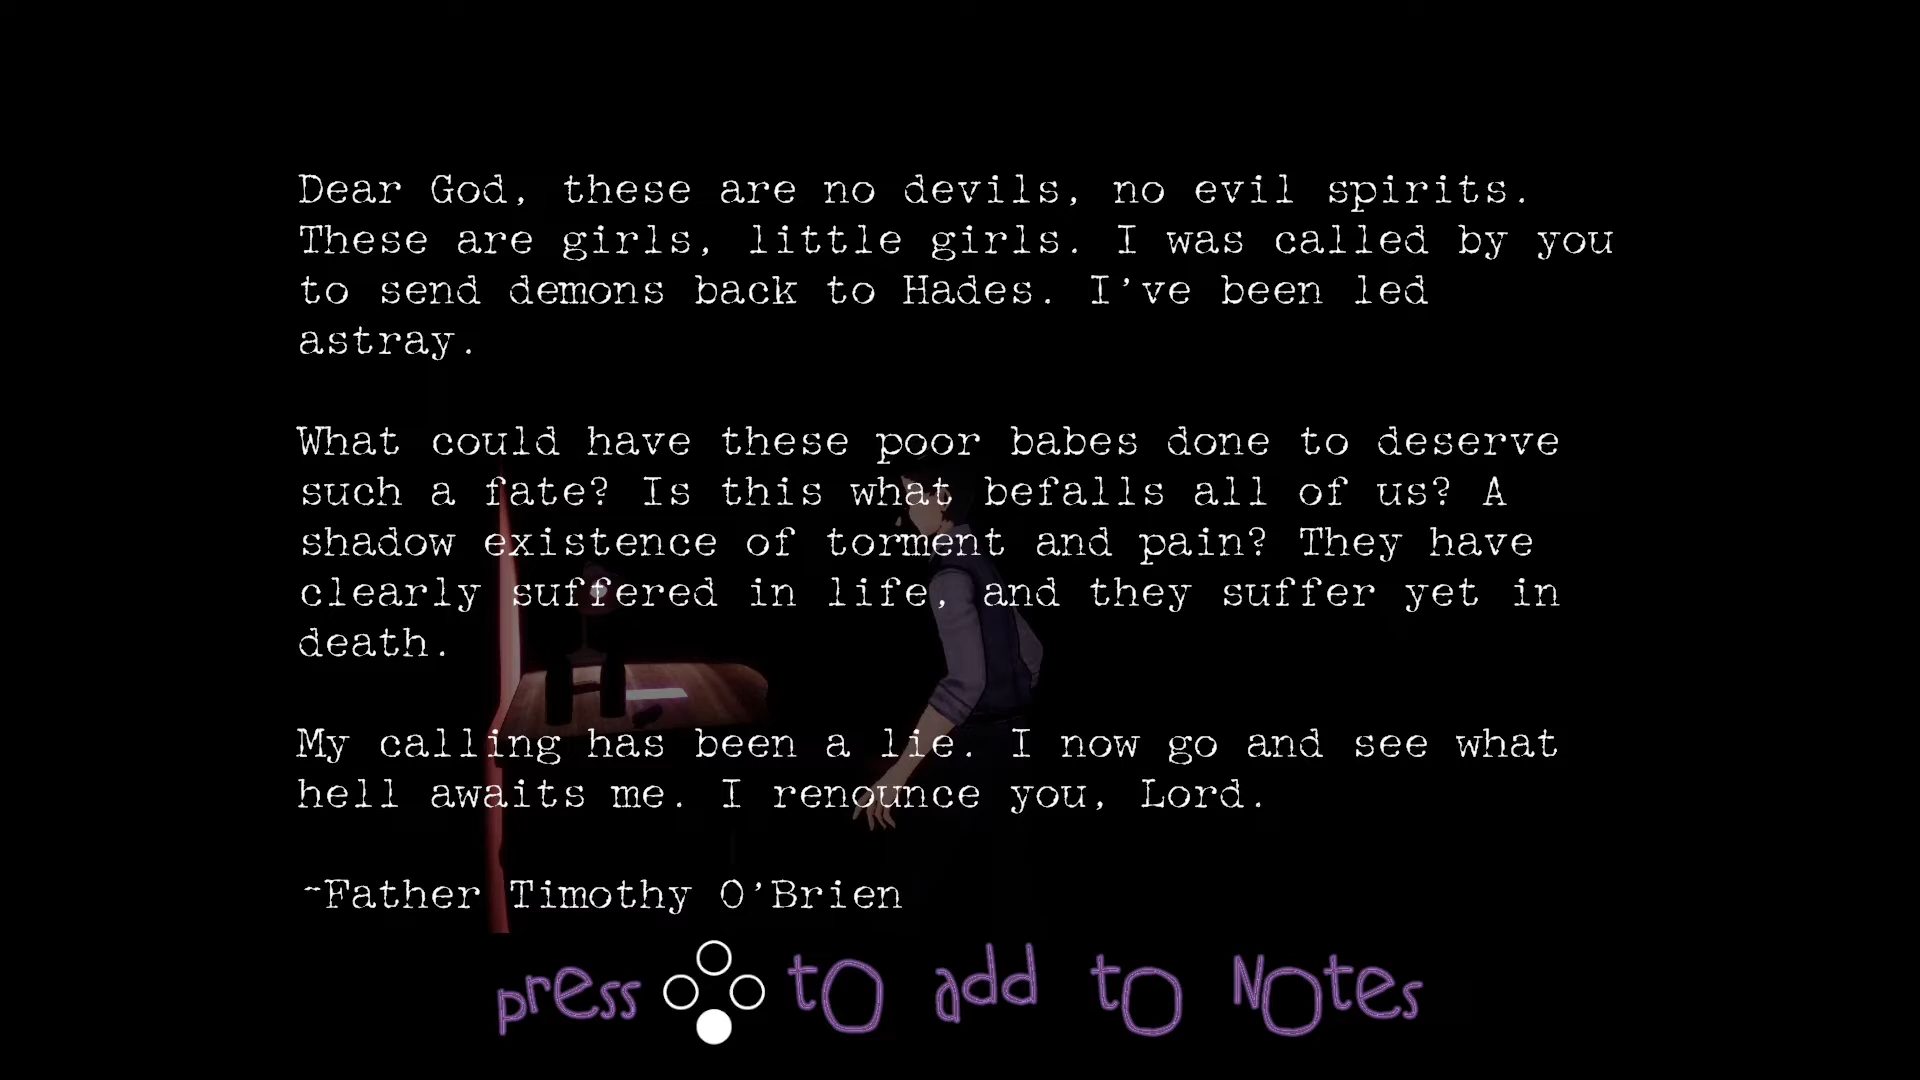 Dear God, these are no devils, no evil spirits.
These are girls, little girls. I was called by you
to send demons back to Hades. I've been led
astray.
What could have these poor babes done to deserve
such a fate? Is this what befalls all of us? A
shadow existence of torment and pain? They have
clearly suffered in life, and they suffer yet in
death.
My calling has been a lie. I now go and see what
hell awaits me. I renounce you, Lord.
~Father Timothy O'Brien
press to add to Notes